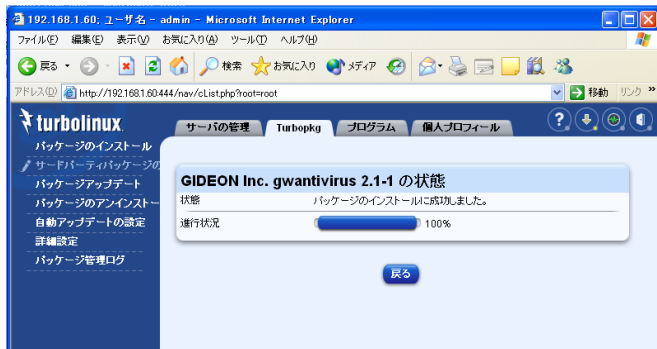 192.168.1.60; ユーザ名 - admin - Microsoft Internet Explorer
ファイル(F) 編集(E) 表示(V) お気に入り(A) ツール(T) ヘルプ(H)
戻る 検索 お気に入り メディア
アドレス(D) http://192.168.1.60:444/nav/cList.php?root=root 移動 リンク »
turbolinux サーバの管理 Turbopkg プログラム 個人プロフィール
パッケージのインストール
サードパーティパッケージの
パッケージアップデート
パッケージのアンインストー
自動アップデートの設定
詳細設定
パッケージ管理ログ
GIDEON Inc. gwantivirus 2.1-1 の状態
状態 パッケージのインストールに成功しました。
進行状況 100%
戻る